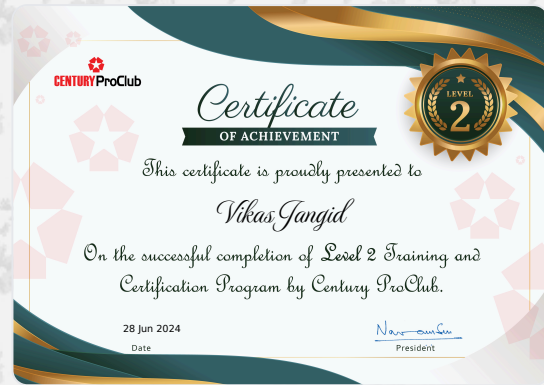 CENTURY ProClub
Certificate
OF ACHIEVEMENT
LEVEL
2
This certificate is proudly presented to
Vikas Jangid
On the successful completion of Level 2 Training and
Certification Program by Century ProClub.
28 Jun 2024
Date
President